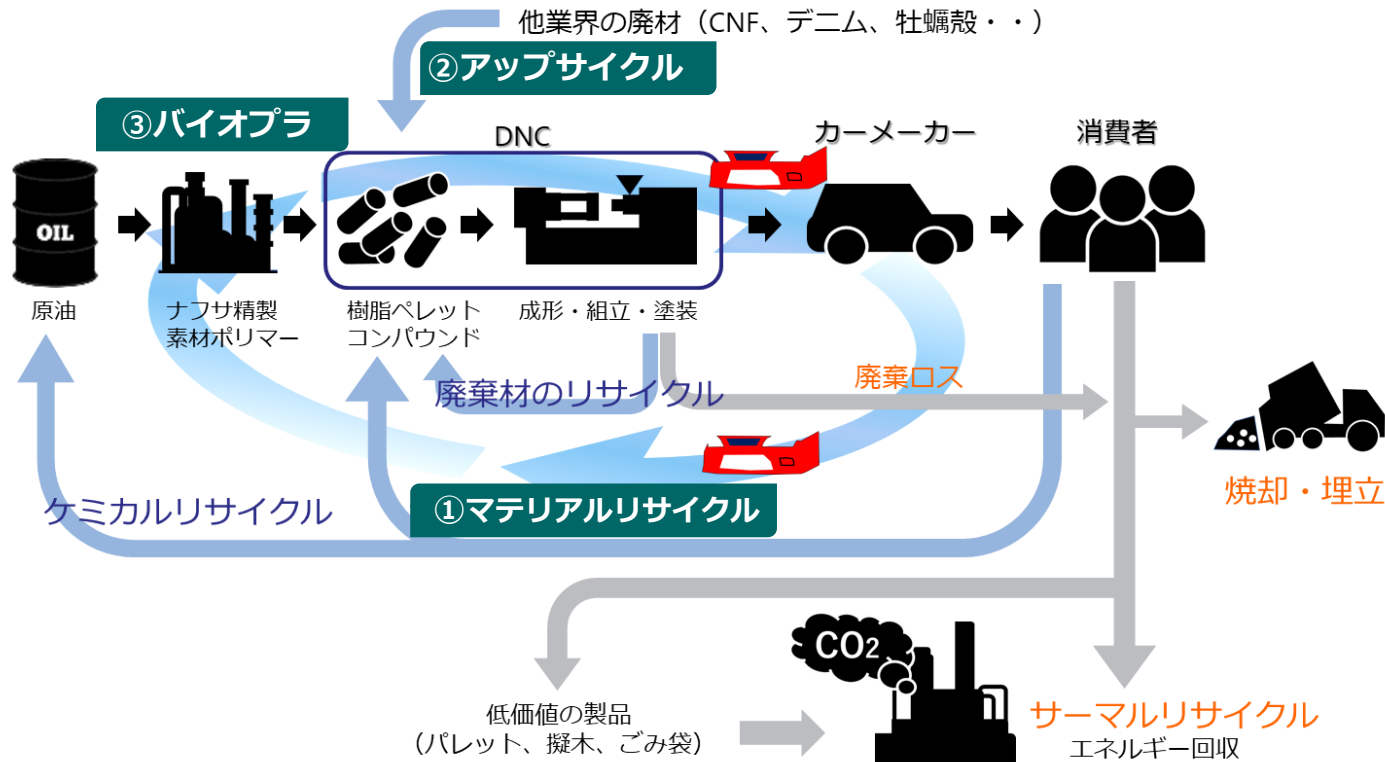 他業界の廃材（CNF、デニム、牡蠣殻・・）
②アップサイクル
③バイオプラ
DNC
カーメーカー
消費者
OIL
原油
ナフサ精製
素材ポリマー
樹脂ペレット
コンパウンド
成形・組立・塗装
廃棄材のリサイクル
廃棄ロス
焼却・埋立
ケミカルリサイクル
①マテリアルリサイクル
CO2
低価値の製品
（パレット、擬木、ごみ袋）
サーマルリサイクル
エネルギー回収